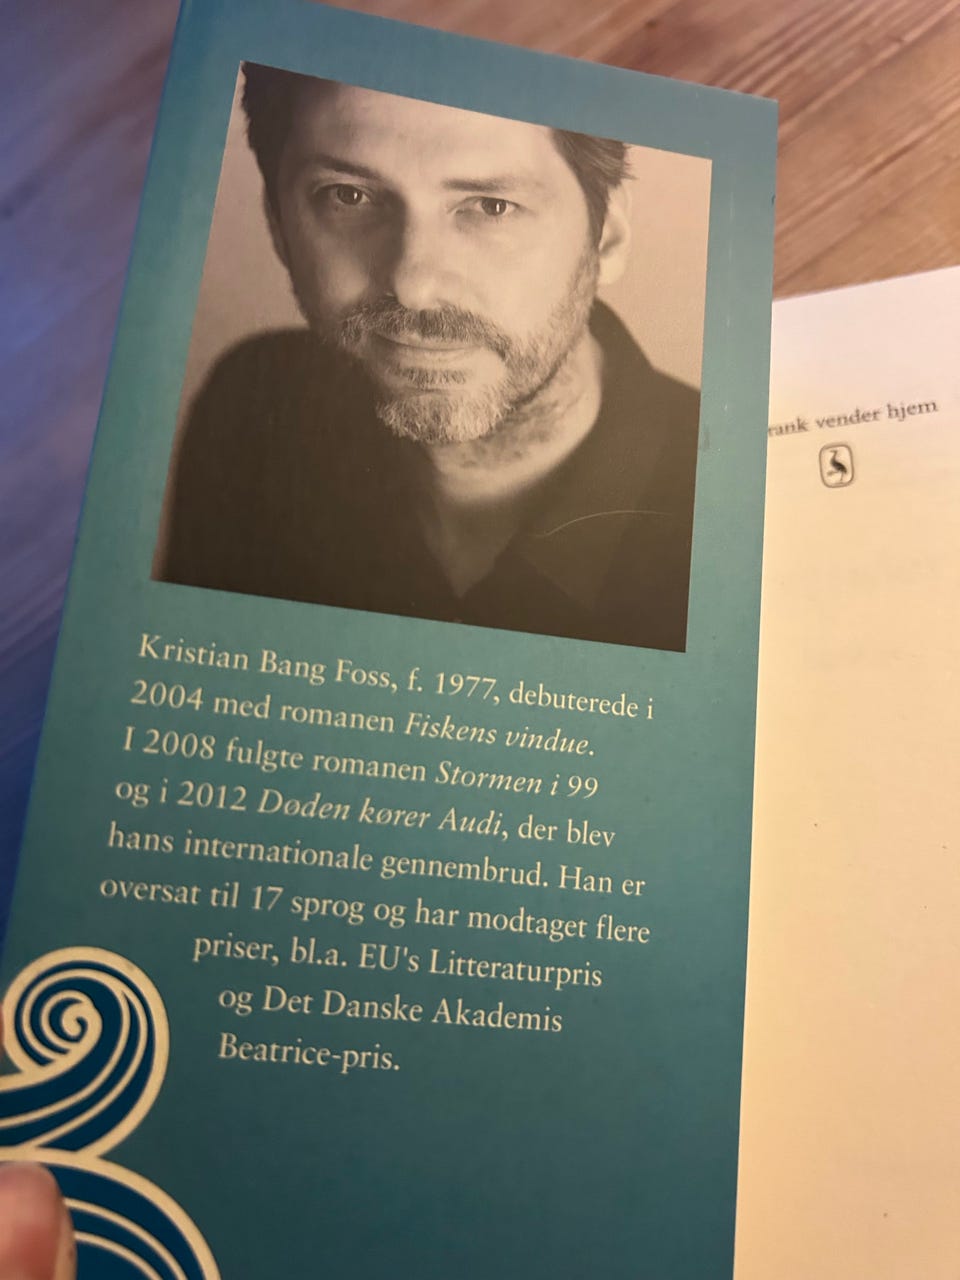 Kristian Bang Foss, f. 1977, debuterede i
2004 med romanen Fiskens vindue.
I 2008 fulgte romanen Stormen i 99
og i 2012 Døden kører Audi, der blev
hans internationale gennembrud. Han er
oversat til 17 sprog og har modtaget flere
priser, bl.a. EU's Litteraturpris
og Det Danske Akademis
Beatrice-pris.
rank vender hjem